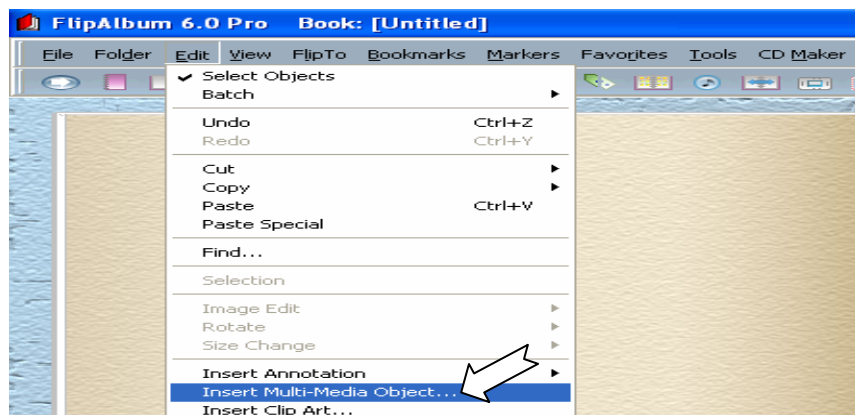 FlipAlbum 6.0 Pro Book: [Untitled]
File Folder Edit View FlipTo Bookmarks Markers Favorites Tools CD Maker
Select Objects
Batch
Undo Ctrl+Z
Redo Ctrl+Y
Cut
Copy
Paste Ctrl+V
Paste Special
Find...
Selection
Image Edit
Rotate
Size Change
Insert Annotation
Insert Multi-Media Object...
Insert Clip Art...